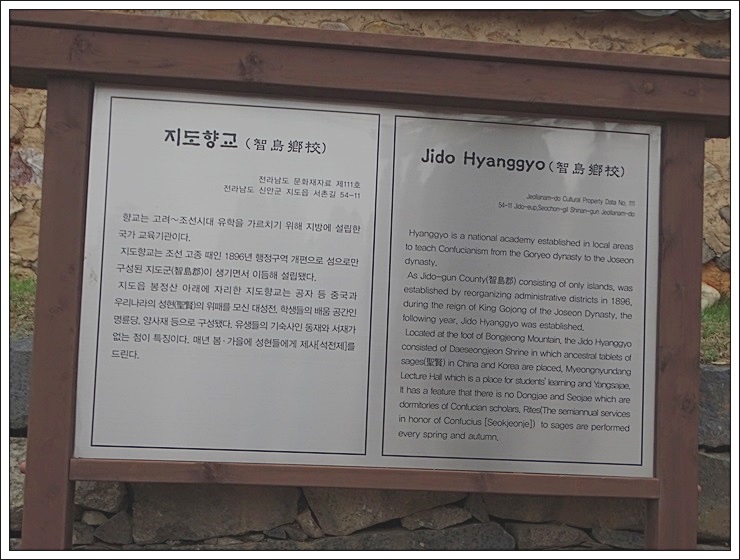 지도향교 (智島鄕校)
전라남도 문화재자료 제111호
전라남도 신안군 지도읍 서촌길 54-11
향교는 고려～조선시대 유학을 가르치기 위해 지방에 설립한
국가 교육기관이다.
지도향교는 조선 고종 때인 1896년 행정구역 개편으로 섬으로만
구성된 지도군(智島郡)이 생기면서 이듬해 설립됐다.
지도읍 봉정산 아래에 자리한 지도향교는 공자 등 중국과
우리나라의 성현(聖賢)의 위패를 모신 대성전, 학생들의 배움 공간인
명륜당, 양사재 등으로 구성됐다. 유생들의 기숙사인 동재와 서재가
없는 점이 특징이다. 매년 봄·가을에 성현들에게 제사[석전제]를
드린다.
Jido Hyanggyo(智島鄕校)
Jeollanam-do Cultural Property Data No. 111
54-11 Jido-eup,Seochon-gil Shinan-gun Jeollanam-do
Hyanggyo is a national academy established in local areas
to teach Confucianism from the Goryeo dynasty to the Joseon
dynasty.
As Jido-gun County(智島郡) consisting of only islands, was
established by reorganizing administrative districts in 1896,
during the reign of King Gojong of the Joseon Dynasty, the
following year, Jido Hyanggyo was established.
Located at the foot of Bongjeong Mountain, the Jido Hyanggyo
consisted of Daeseongjeon Shrine in which ancestral tablets of
sages(聖賢) in China and Korea are placed, Myeongnyundang
Lecture Hall which is a place for students' learning and Yangsajae.
It has a feature that there is no Dongjae and Seojae which are
dormitories of Confucian scholars, Rites(The semiannual services
in honor of Confucius [Seokjeonje]) to sages are performed
every spring and autumn.